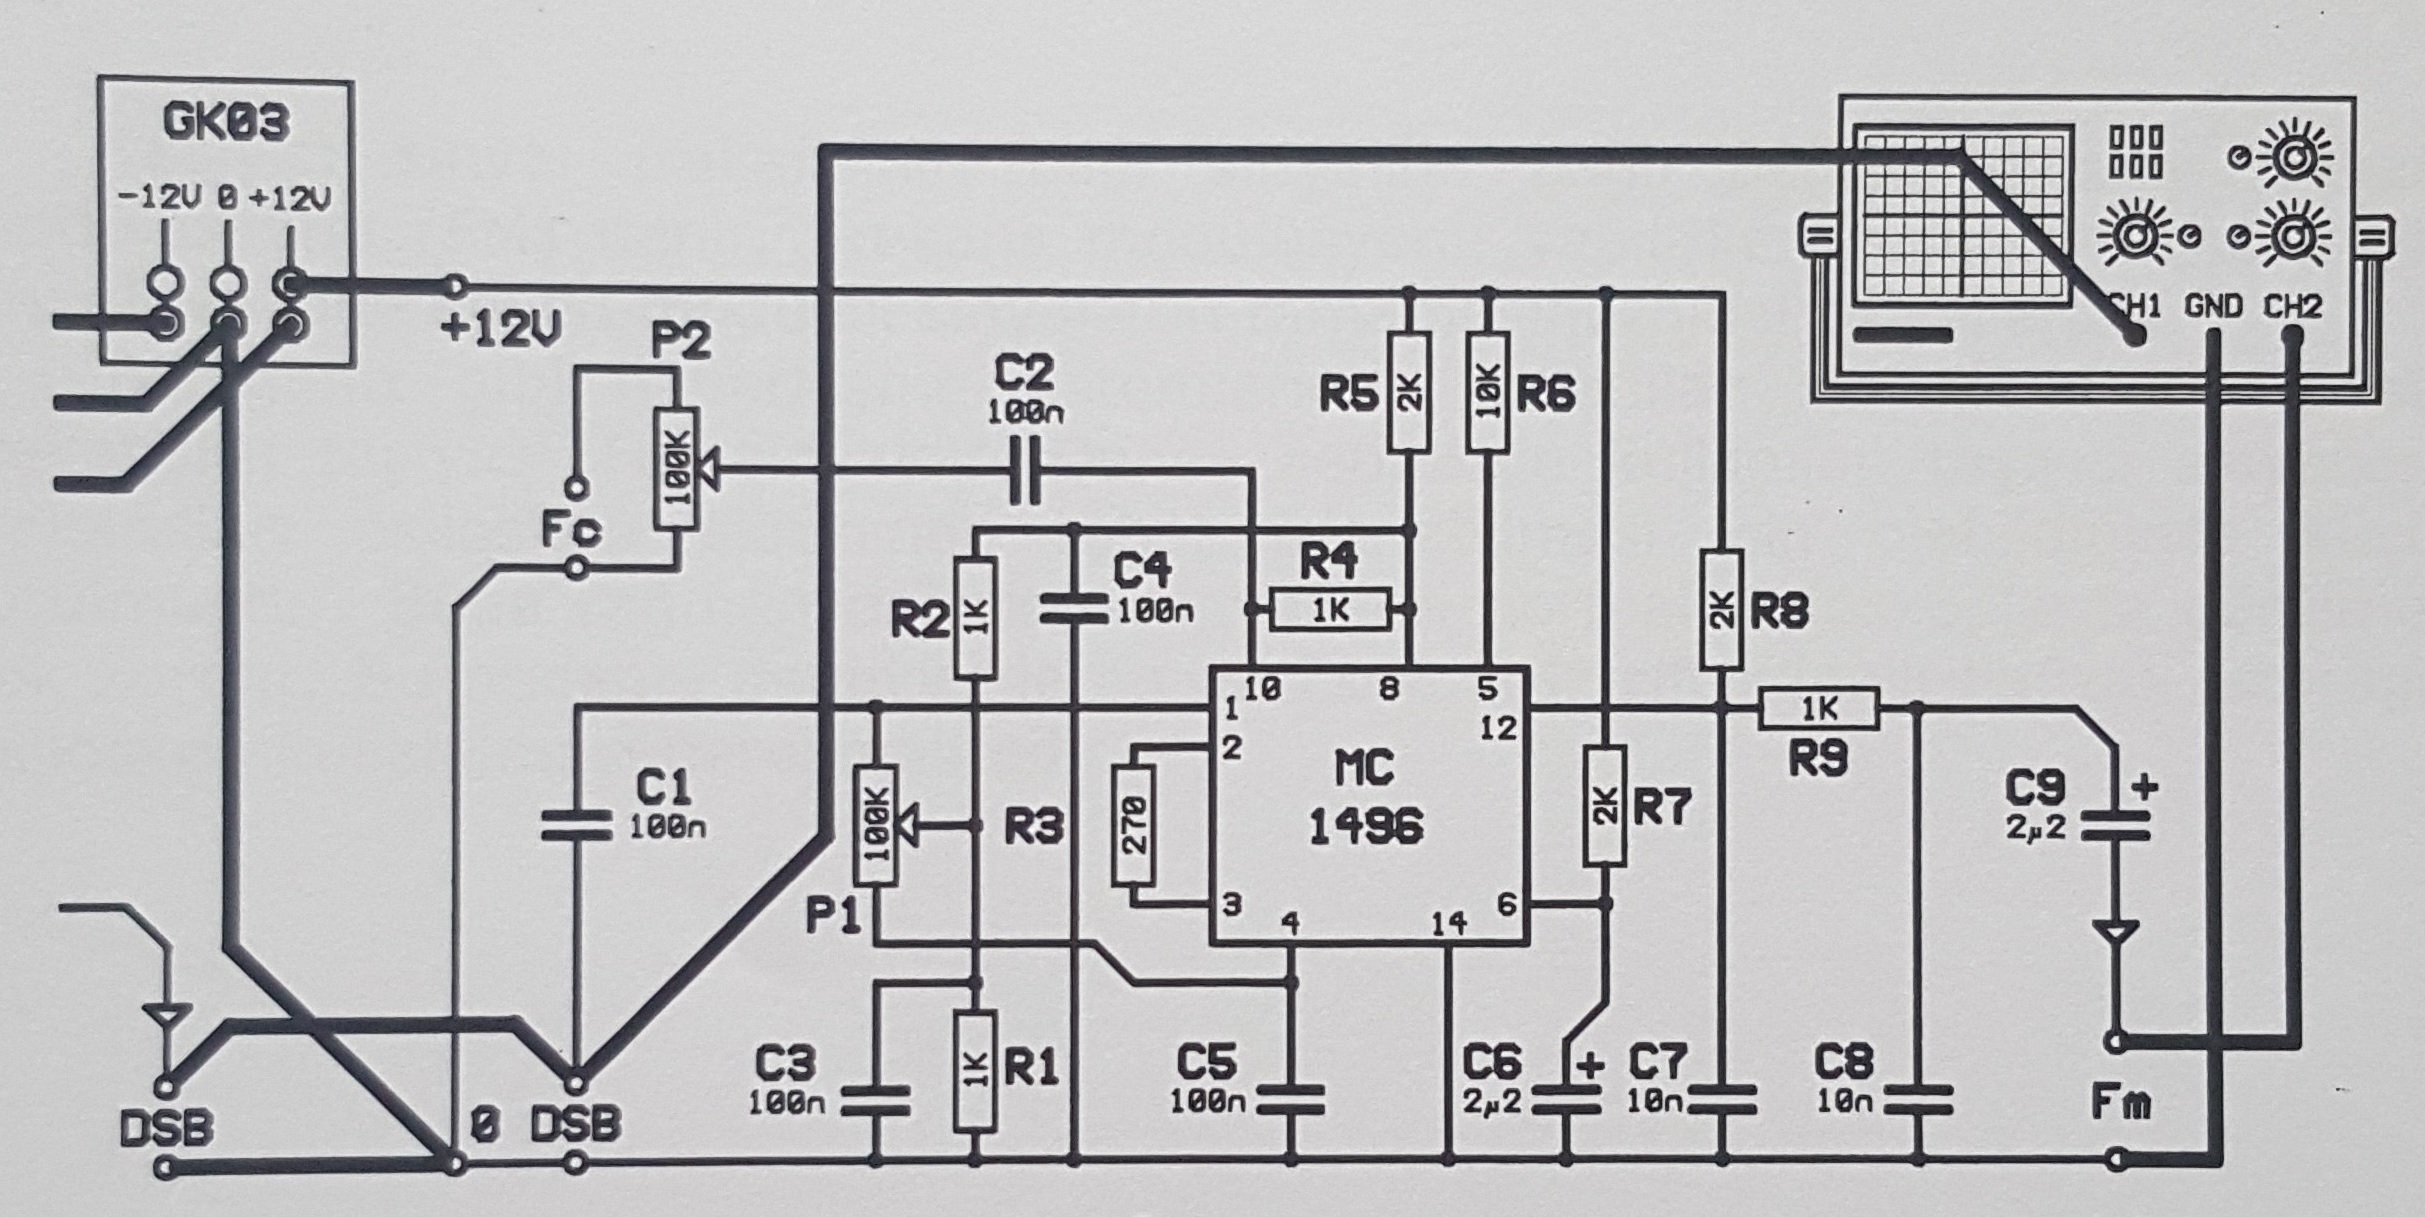 GK03
-12V 0 +12V
+12V
P2
100K
Fc
C2
100n
R5
2K
10K
R6
CH1 GND CH2
R2
1K
C4
100n
R4
1K
2K
R8
10 8 5
1
12
2
3
4
14
6
MC
1496
1K
R9
C1
100n
100K
P1
R3
270
2K
R7
C9 +
2µ2
C3
100n
1K
R1
C5
100n
C6 +
2µ2
C7
10n
C8
10n
Fm
DSB
0 DSB